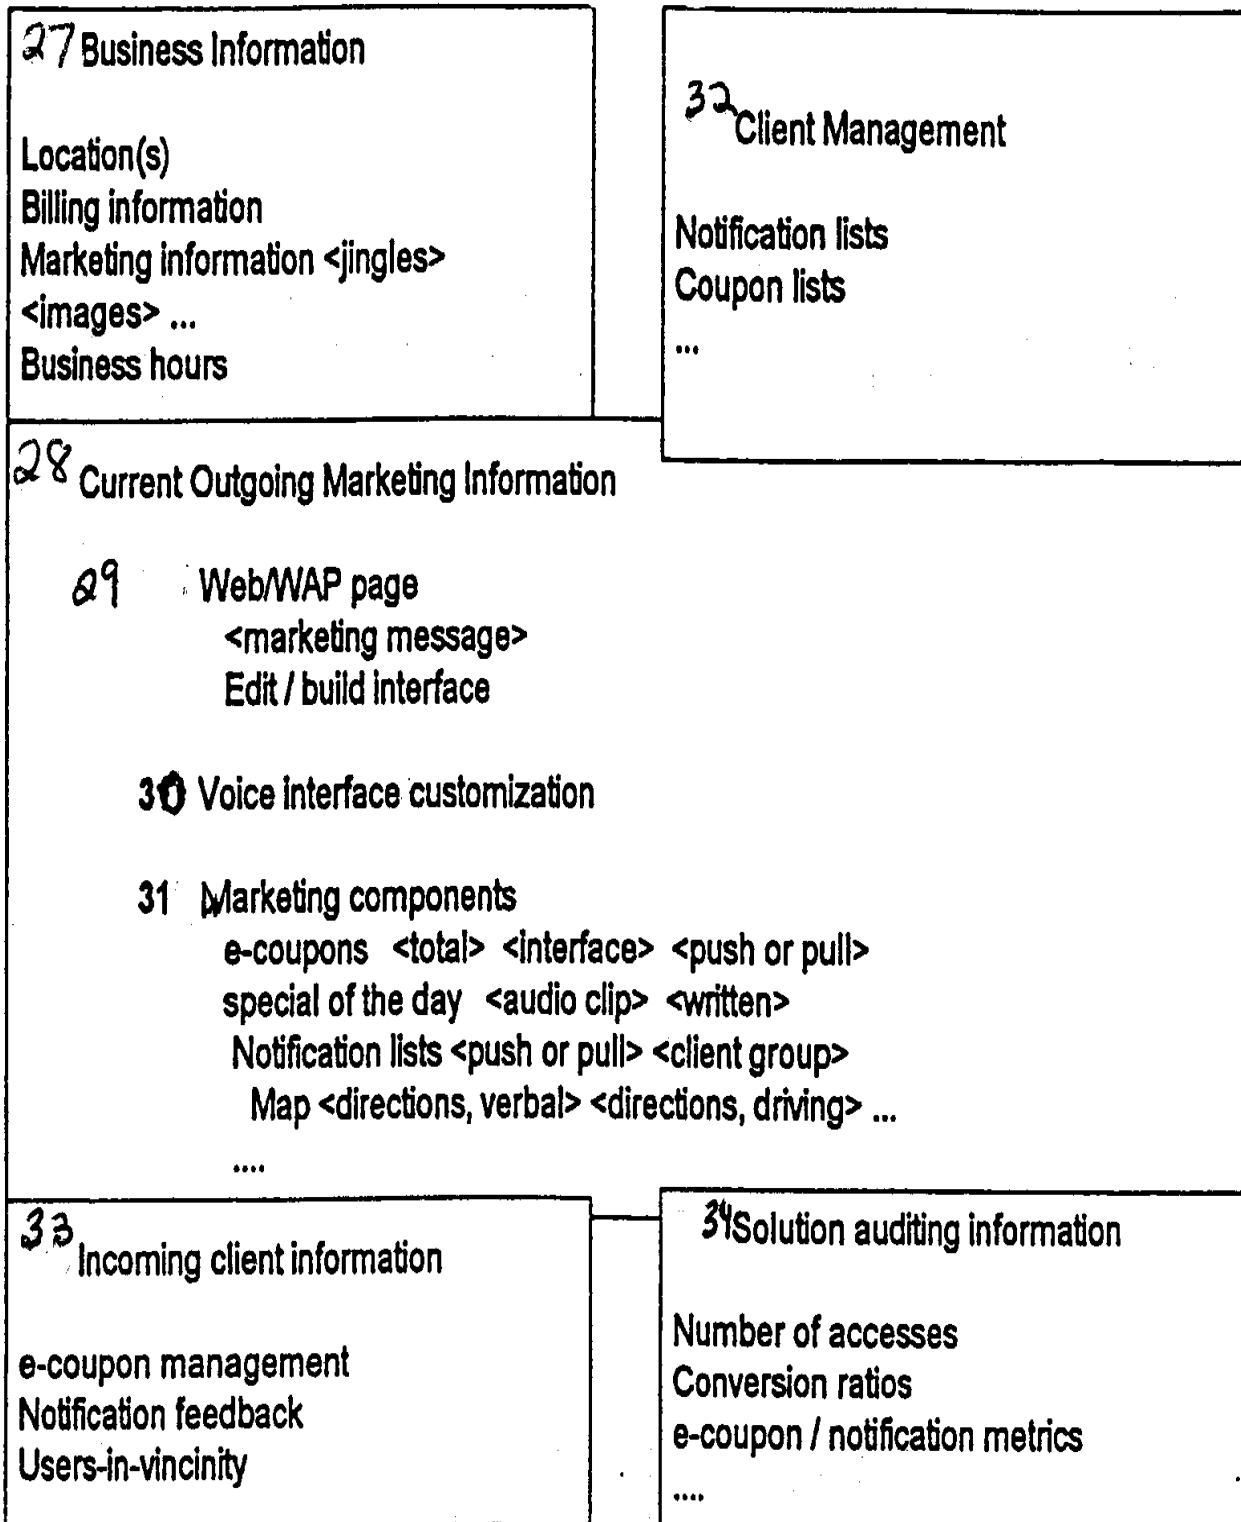 27 Business Information
Location(s)
Billing information
Marketing information <jingles>
<images> ...
Business hours
32 Client Management
Notification lists
Coupon lists
...
28 Current Outgoing Marketing Information
29 Web/WAP page
<marketing message>
Edit / build interface
30 Voice interface customization
31 Marketing components
e-coupons <total> <interface> <push or pull>
special of the day <audio clip> <written>
Notification lists <push or pull> <client group>
Map <directions, verbal> <directions, driving> ...
....
33 Incoming client information
e-coupon management
Notification feedback
Users-in-vincinity
34 Solution auditing information
Number of accesses
Conversion ratios
e-coupon / notification metrics
....